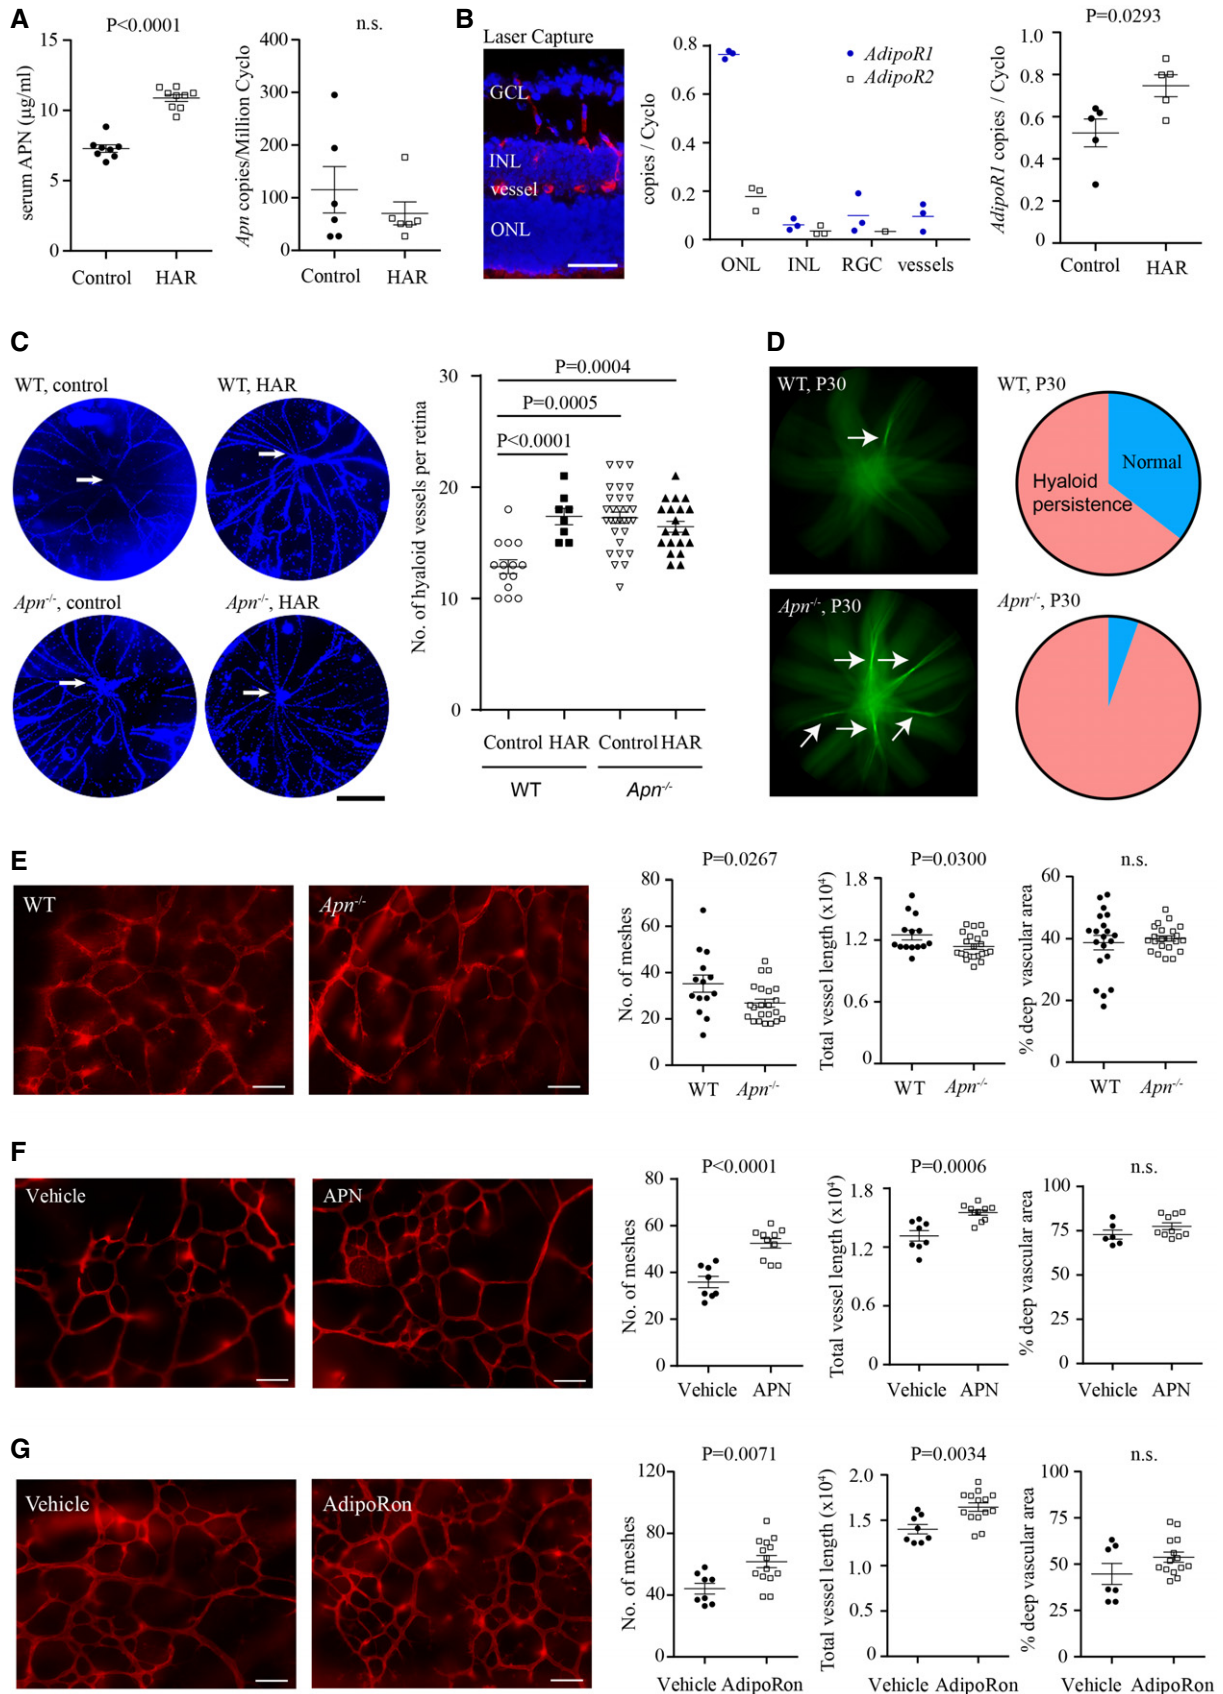 A
P<0.0001
serum APN (µg/ml)
15
10
5
0
Control
HAR
n.s.
Apn copies/Million Cyclo
400
300
200
100
0
Control
HAR
B
Laser Capture
GCL
INL
vessel
ONL
copies / Cyclo
0.8
0.6
0.4
0.2
0
AdipoR1
AdipoR2
ONL
INL
RGC
vessels
P=0.0293
AdipoR1 copies / Cyclo
1.0
0.8
0.6
0.4
0.2
0
Control
HAR
C
WT, control
WT, HAR
Apn-/-, control
Apn-/-, HAR
No. of hyaloid vessels per retina
30
20
10
0
P=0.0004
P=0.0005
P<0.0001
Control HAR Control HAR
WT
Apn-/-
D
WT, P30
WT, P30
Hyaloid
persistence
Normal
Apn-/-, P30
Apn-/-, P30
E
WT
Apn-/-
P=0.0267
No. of meshes
80
60
40
20
0
WT
Apn-/-
P=0.0300
Total vessel length (x10⁴)
1.8
1.2
0.6
0
WT
Apn-/-
n.s.
% deep vascular area
60
40
20
0
WT
Apn-/-
F
Vehicle
APN
P<0.0001
No. of meshes
80
60
40
20
0
Vehicle
APN
P=0.0006
Total vessel length (x10⁴)
1.8
1.2
0.6
0
Vehicle
APN
n.s.
% deep vascular area
100
75
50
25
0
Vehicle
APN
G
Vehicle
AdipoRon
P=0.0071
No. of meshes
120
80
40
0
Vehicle AdipoRon
P=0.0034
Total vessel length (x10⁴)
2.0
1.5
1.0
0.5
0
Vehicle AdipoRon
n.s.
% deep vascular area
100
75
50
25
0
Vehicle AdipoRon